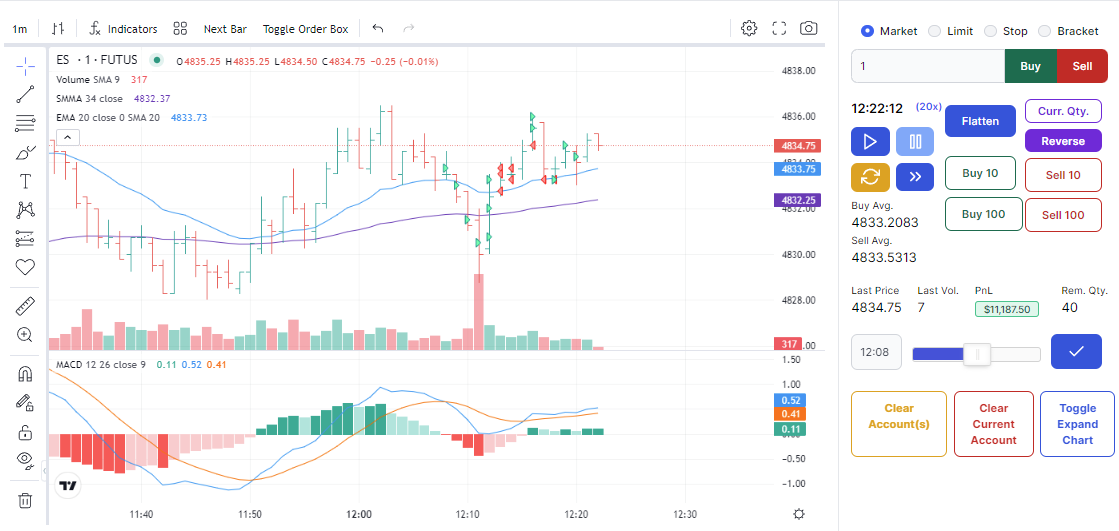 1m Indicators Next Bar Toggle Order Box
ES · 1 · FUTUS O4835.25 H4835.25 L4834.50 C4834.75 −0.25 (−0.01%)
Volume SMA 9 317
SMMA 34 close 4832.37
EMA 20 close 0 SMA 20 4833.73
4838.00
4836.00
4834.75
4834.00
4833.75
4832.25
4832.00
4830.00
4828.00
317 .00
MACD 12 26 close 9 0.11 0.52 0.41
1.50
1.00
0.52
0.41
0.11
−0.50
−1.00
11:40 11:50 12:00 12:10 12:20 12:30
Market Limit Stop Bracket
1 Buy Sell
12:22:12 (20x) Flatten Curr. Qty.
Reverse
Buy 10 Sell 10
Buy 100 Sell 100
Buy Avg.
4833.2083
Sell Avg.
4833.5313
Last Price Last Vol. PnL Rem. Qty.
4834.75 7 $11,187.50 40
12:08
Clear
Account(s)
Clear
Current
Account
Toggle
Expand
Chart